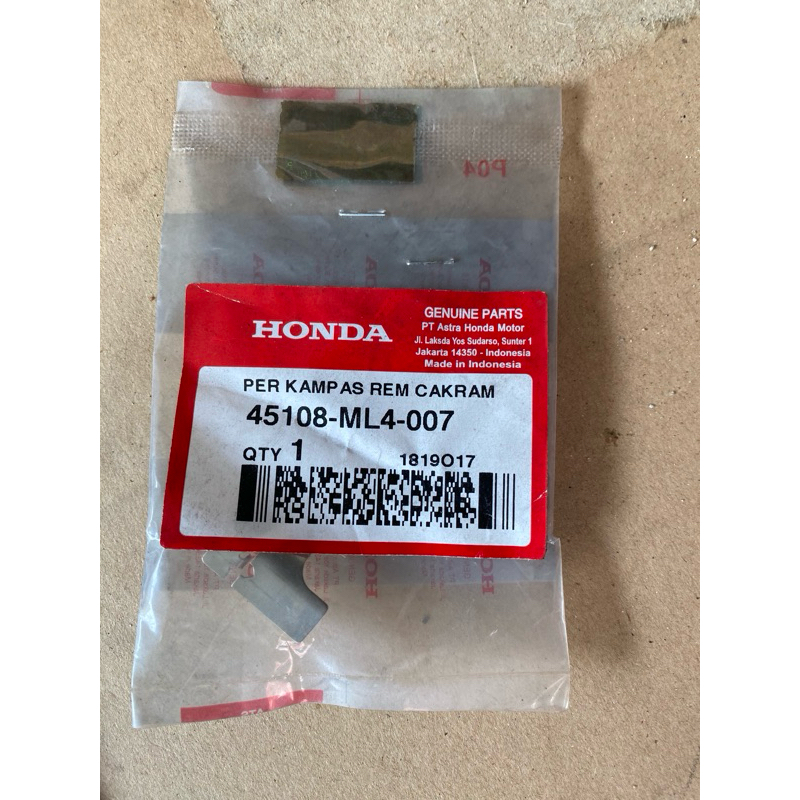 P04
HONDA
GENUINE PARTS
PT Astra Honda Motor
Jl. Laksda Yos Sudarso, Sunter 1
Jakarta 14350 - Indonesia
Made in Indonesia
PER KAMPAS REM CAKRAM
45108-ML4-007
QTY 1
1819O17